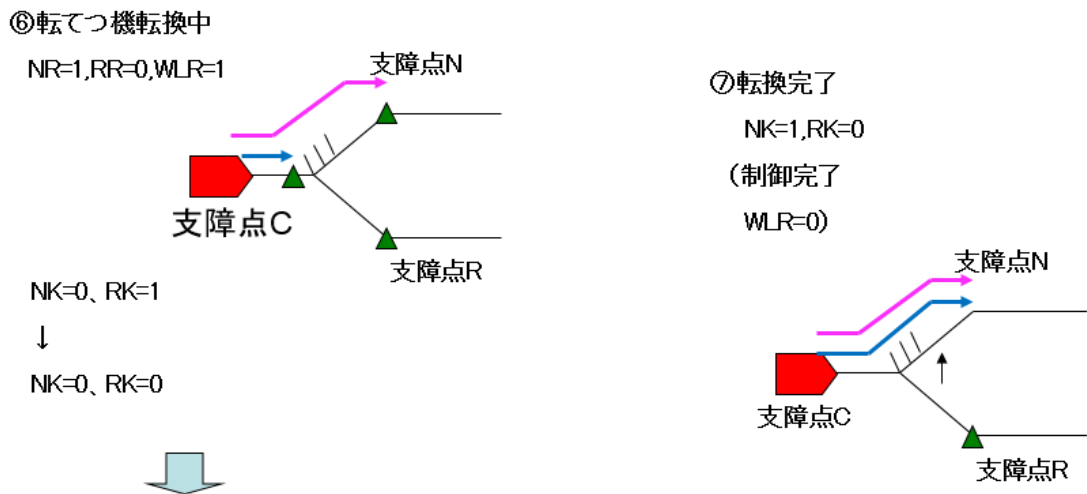 ⑥転てつ機転換中
NR=1,RR=0,WLR=1
支障点N
支障点C
支障点R
NK=0、RK=1
↓
NK=0、RK=0
⑦転換完了
NK=1,RK=0
(制御完了
WLR=0)
支障点N
支障点C
支障点R